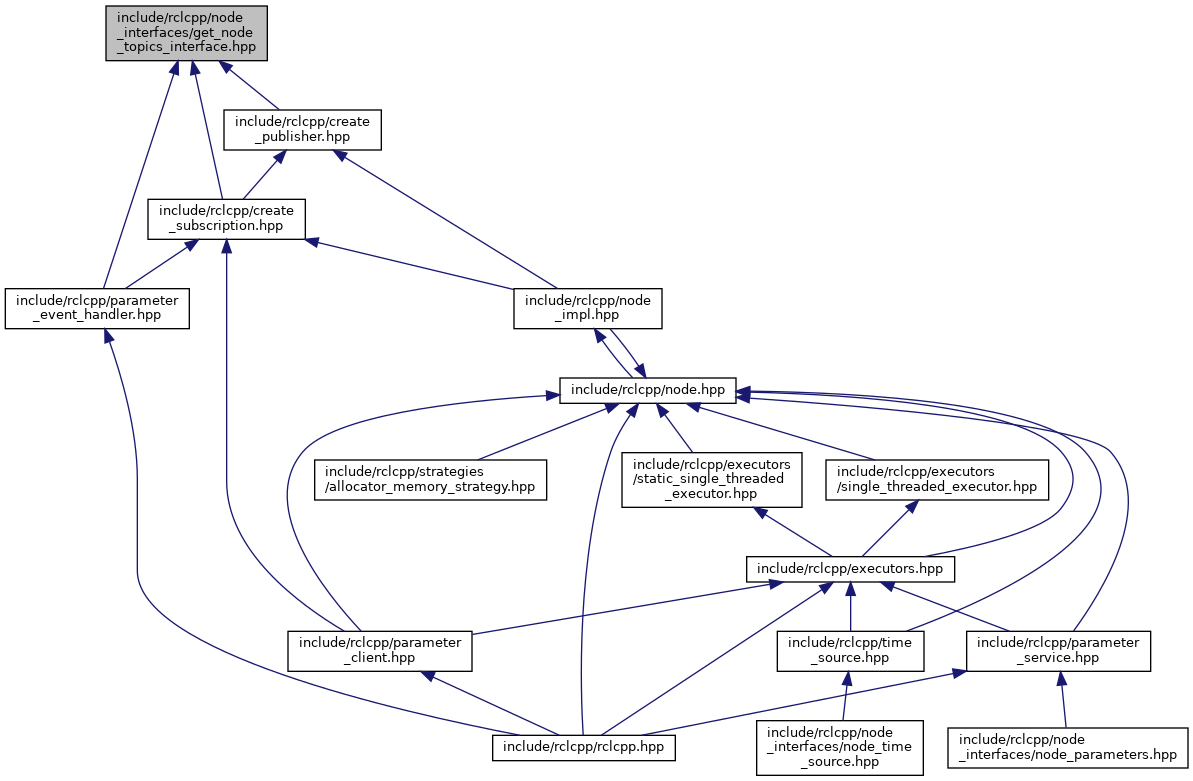 include/rclcpp/node
_interfaces/get_node
_topics_interface.hpp
include/rclcpp/create
_publisher.hpp
include/rclcpp/create
_subscription.hpp
include/rclcpp/parameter
_event_handler.hpp
include/rclcpp/node
_impl.hpp
include/rclcpp/node.hpp
include/rclcpp/strategies
/allocator_memory_strategy.hpp
include/rclcpp/executors
/static_single_threaded
_executor.hpp
include/rclcpp/executors
/single_threaded_executor.hpp
include/rclcpp/executors.hpp
include/rclcpp/parameter
_client.hpp
include/rclcpp/time
_source.hpp
include/rclcpp/parameter
_service.hpp
include/rclcpp/rclcpp.hpp
include/rclcpp/node
_interfaces/node_time
_source.hpp
include/rclcpp/node
_interfaces/node_parameters.hpp